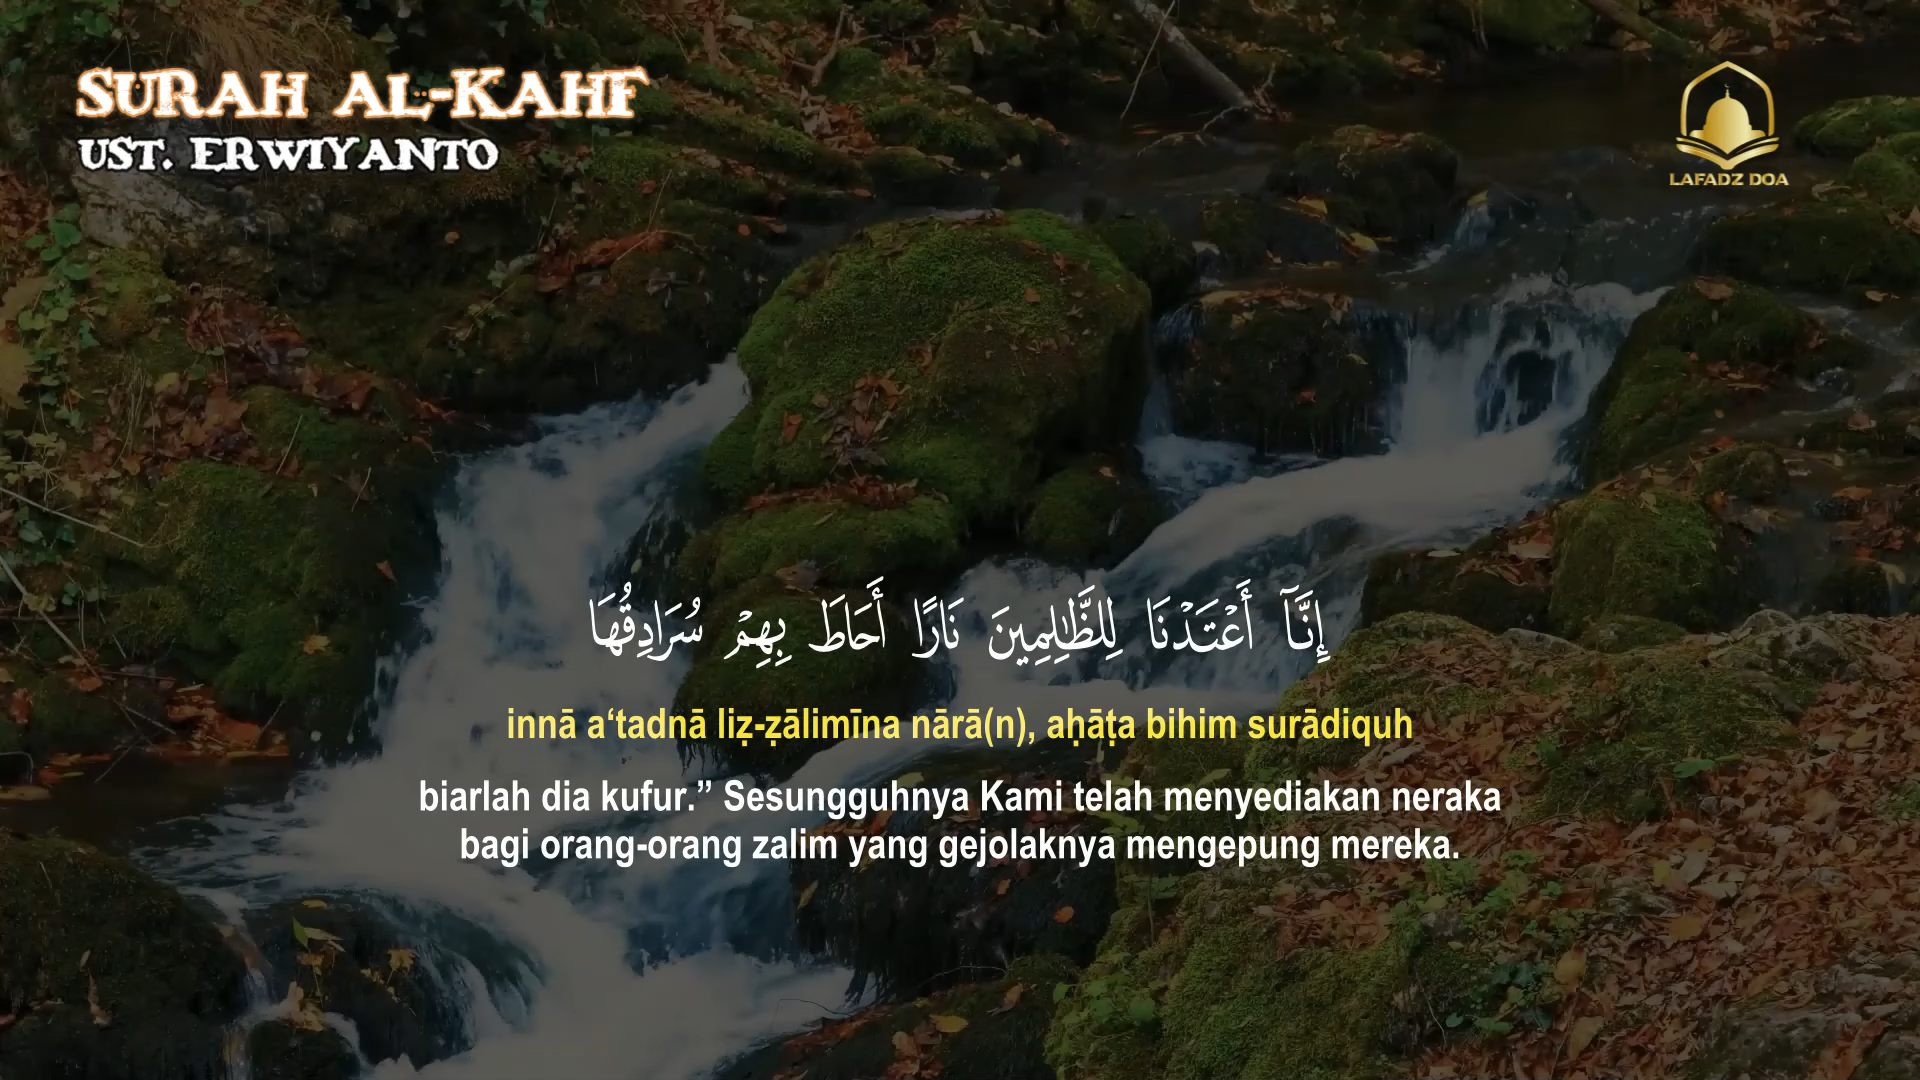 SURAH AL-KAHF
UST. ERWIYANTO
LAFADZ DOA
إِنَّآ أَعْتَدْنَا لِلظَّٰلِمِينَ نَارًا أَحَاطَ بِهِمْ سُرَادِقُهَا
innā a‘tadnā liẓ-ẓālimīna nārā(n), aḥāṭa bihim surādiquh
biarlah dia kufur.” Sesungguhnya Kami telah menyediakan neraka
bagi orang-orang zalim yang gejolaknya mengepung mereka.